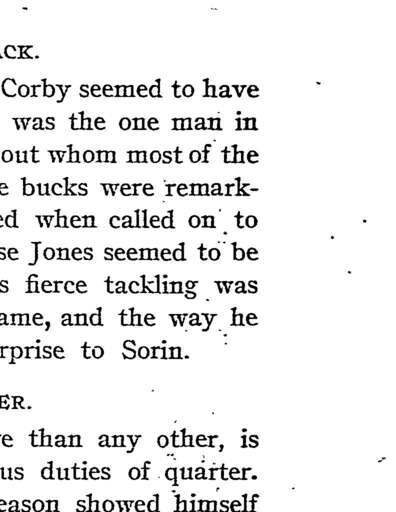 ACK.
Corby seemed to have
was the one man in
out whom most of the
e bucks were remark-
ed when called on to
se Jones seemed to be
s fierce tackling was
ame, and the way he
rprise to Sorin.
ER.
e than any other, is
us duties of quarter.
eason showed himself